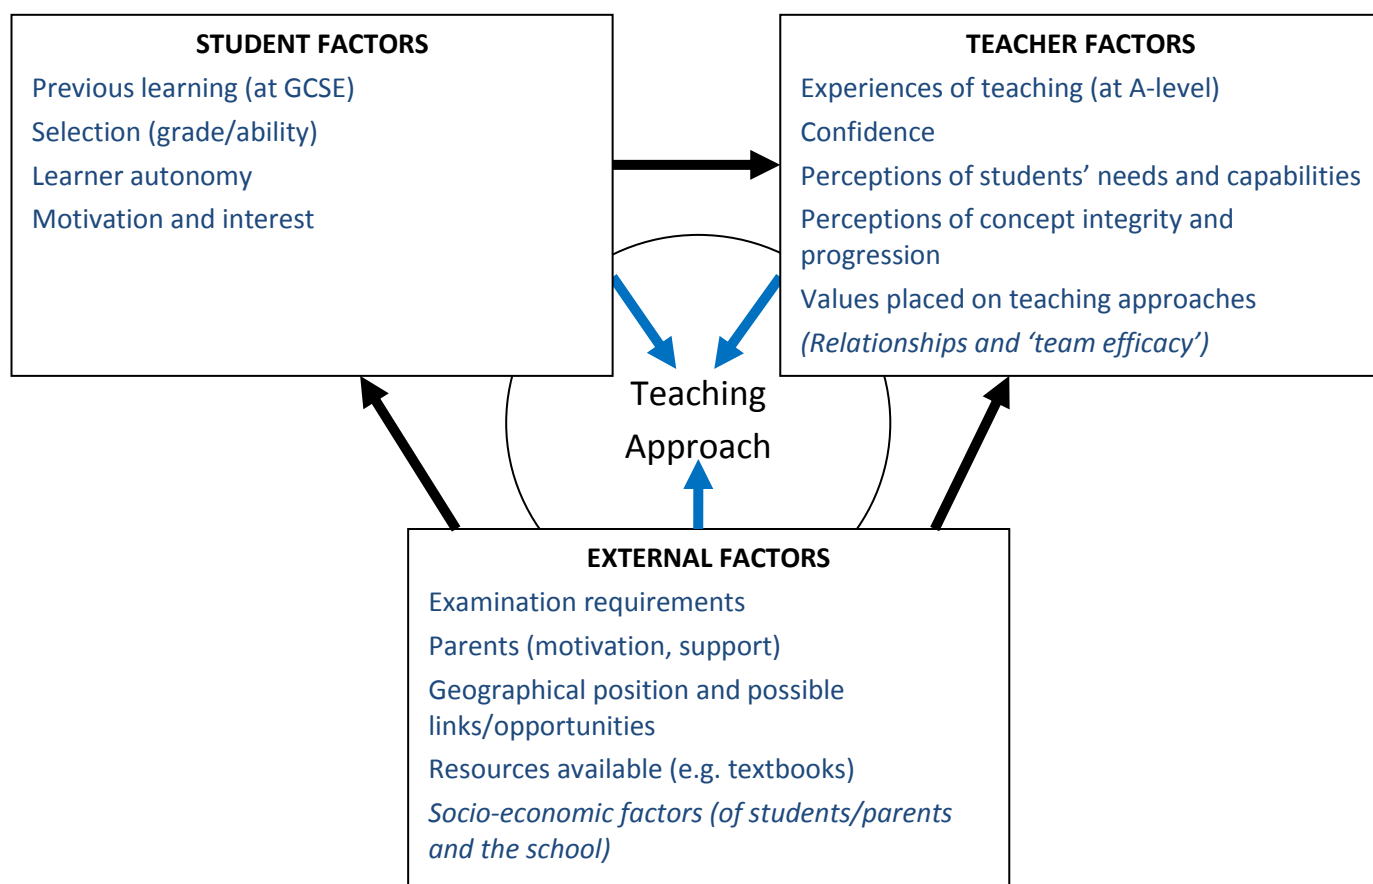 STUDENT FACTORS
Previous learning (at GCSE)
Selection (grade/ability)
Learner autonomy
Motivation and interest
TEACHER FACTORS
Experiences of teaching (at A-level)
Confidence
Perceptions of students’ needs and capabilities
Perceptions of concept integrity and
progression
Values placed on teaching approaches
(Relationships and ‘team efficacy’)
Teaching
Approach
EXTERNAL FACTORS
Examination requirements
Parents (motivation, support)
Geographical position and possible
links/opportunities
Resources available (e.g. textbooks)
Socio-economic factors (of students/parents
and the school)